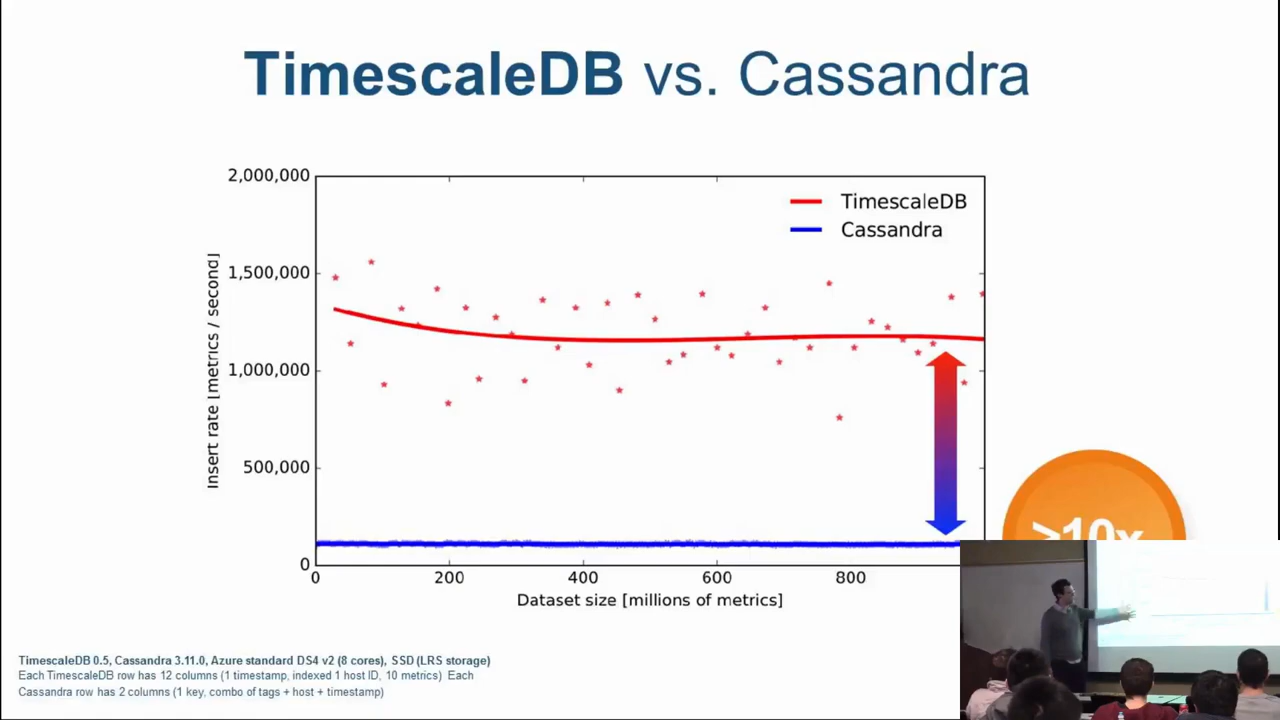 TimescaleDB vs. Cassandra
2,000,000
1,500,000
1,000,000
500,000
0
Insert rate [metrics / second]
TimescaleDB
Cassandra
0 200 400 600 800
Dataset size [millions of metrics]
>10x
TimescaleDB 0.5, Cassandra 3.11.0, Azure standard DS4 v2 (8 cores), SSD (LRS storage)
Each TimescaleDB row has 12 columns (1 timestamp, indexed 1 host ID, 10 metrics) Each
Cassandra row has 2 columns (1 key, combo of tags + host + timestamp)